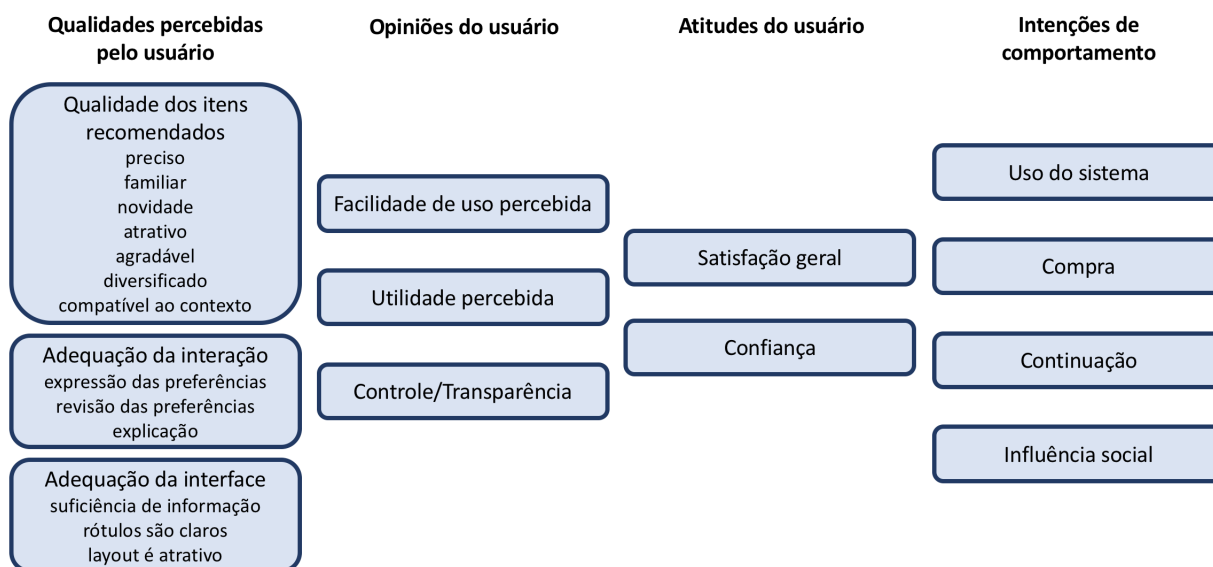 Qualidades percebidas
pelo usuário
Qualidade dos itens
recomendados
preciso
familiar
novidade
atrativo
agradável
diversificado
compatível ao contexto
Adequação da interação
expressão das preferências
revisão das preferências
explicação
Adequação da interface
suficiência de informação
rótulos são claros
layout é atrativo
Opiniões do usuário
Facilidade de uso percebida
Utilidade percebida
Controle/Transparência
Atitudes do usuário
Satisfação geral
Confiança
Intenções de
comportamento
Uso do sistema
Compra
Continuação
Influência social